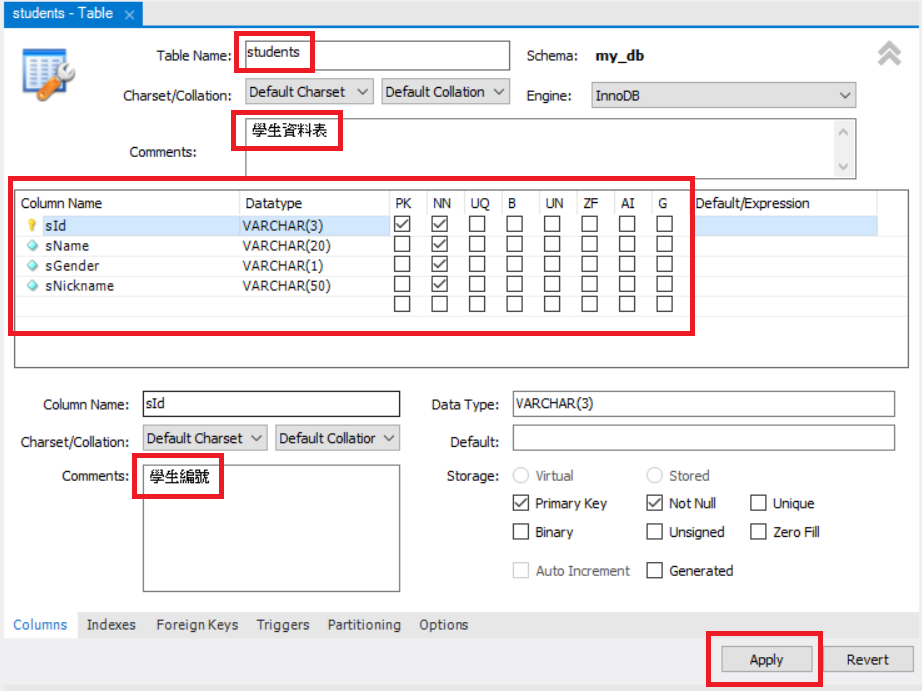 students - Table
Table Name: students Schema: my_db
Charset/Collation: Default Charset Default Collation Engine: InnoDB
Comments: 學生資料表
Column Name Datatype PK NN UQ B UN ZF AI G Default/Expression
sId VARCHAR(3)
sName VARCHAR(20)
sGender VARCHAR(1)
sNickname VARCHAR(50)
Column Name: sId Data Type: VARCHAR(3)
Charset/Collation: Default Charset Default Collation Default:
Comments: 學生編號 Storage: Virtual Stored
Primary Key Not Null Unique
Binary Unsigned Zero Fill
Auto Increment Generated
Columns Indexes Foreign Keys Triggers Partitioning Options
Apply Revert